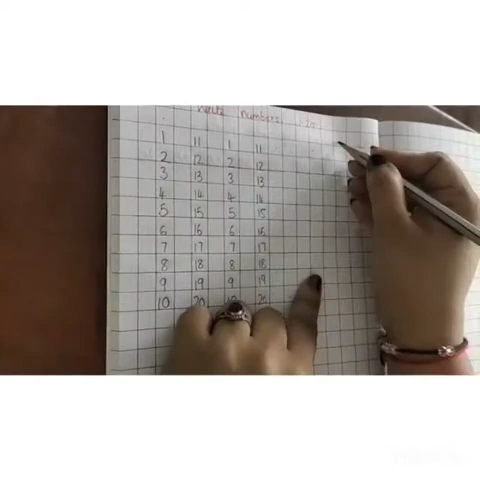 Write numbers
1 11 1 11
2 12 2 12
3 13 3 13
4 14 4 14
5 15 5 15
6 16 6 16
7 17 7 17
8 18 8 18
9 19 9 19
10 20 10 20